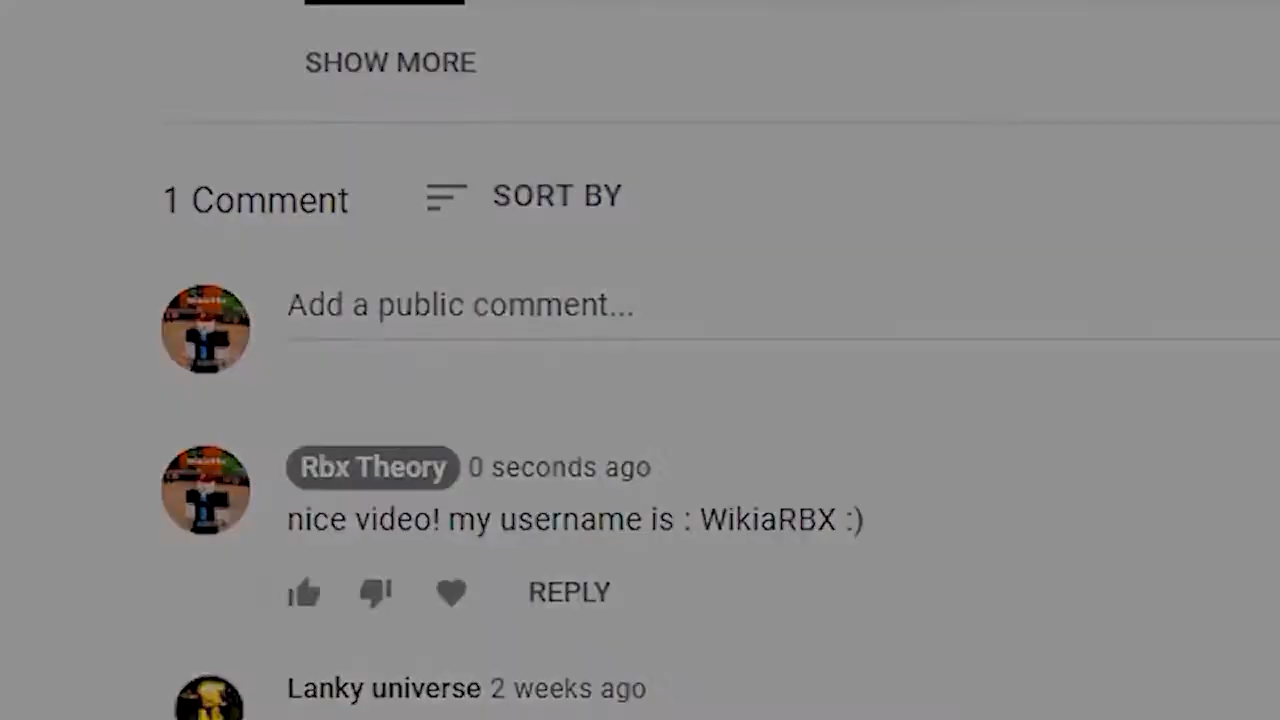 SHOW MORE
1 Comment
SORT BY
Add a public comment...
Rbx Theory 0 seconds ago
nice video! my username is : WikiaRBX :)
REPLY
Lanky universe 2 weeks ago